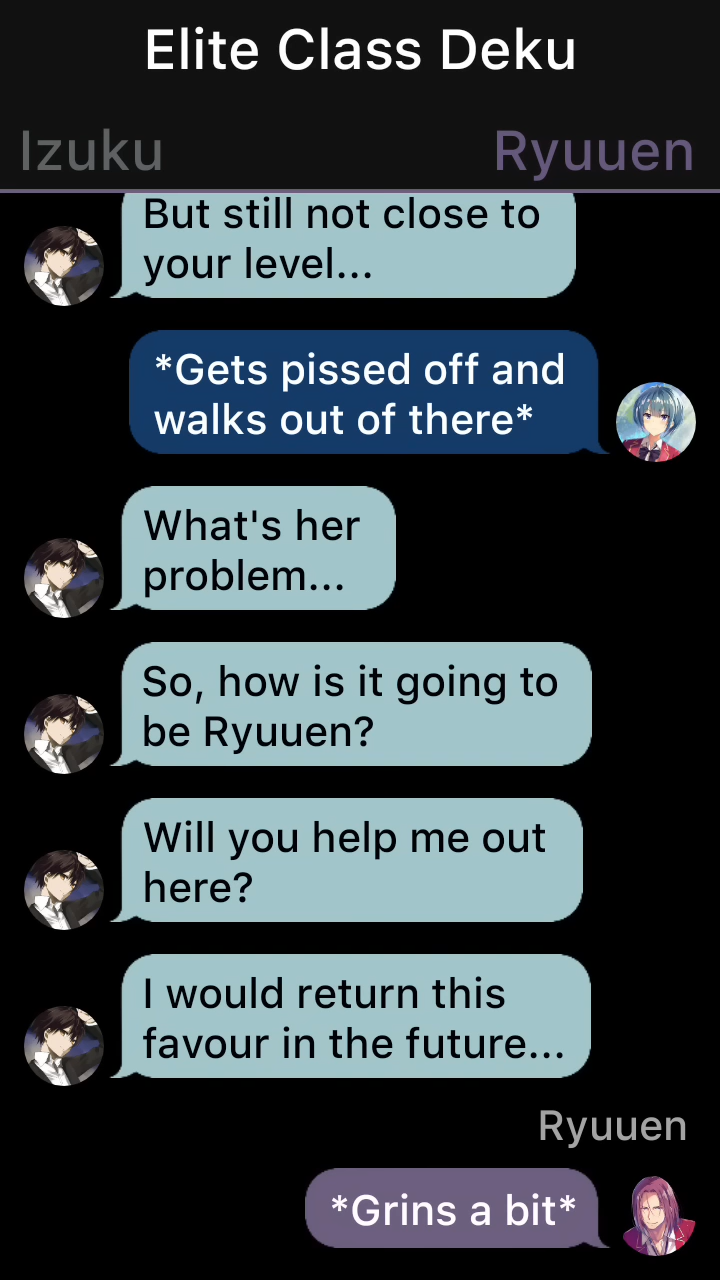 Elite Class Deku
Izuku
Ryuuen
But still not close to
your level...
*Gets pissed off and
walks out of there*
What's her
problem...
So, how is it going to
be Ryuuen?
Will you help me out
here?
I would return this
favour in the future...
Ryuuen
*Grins a bit*